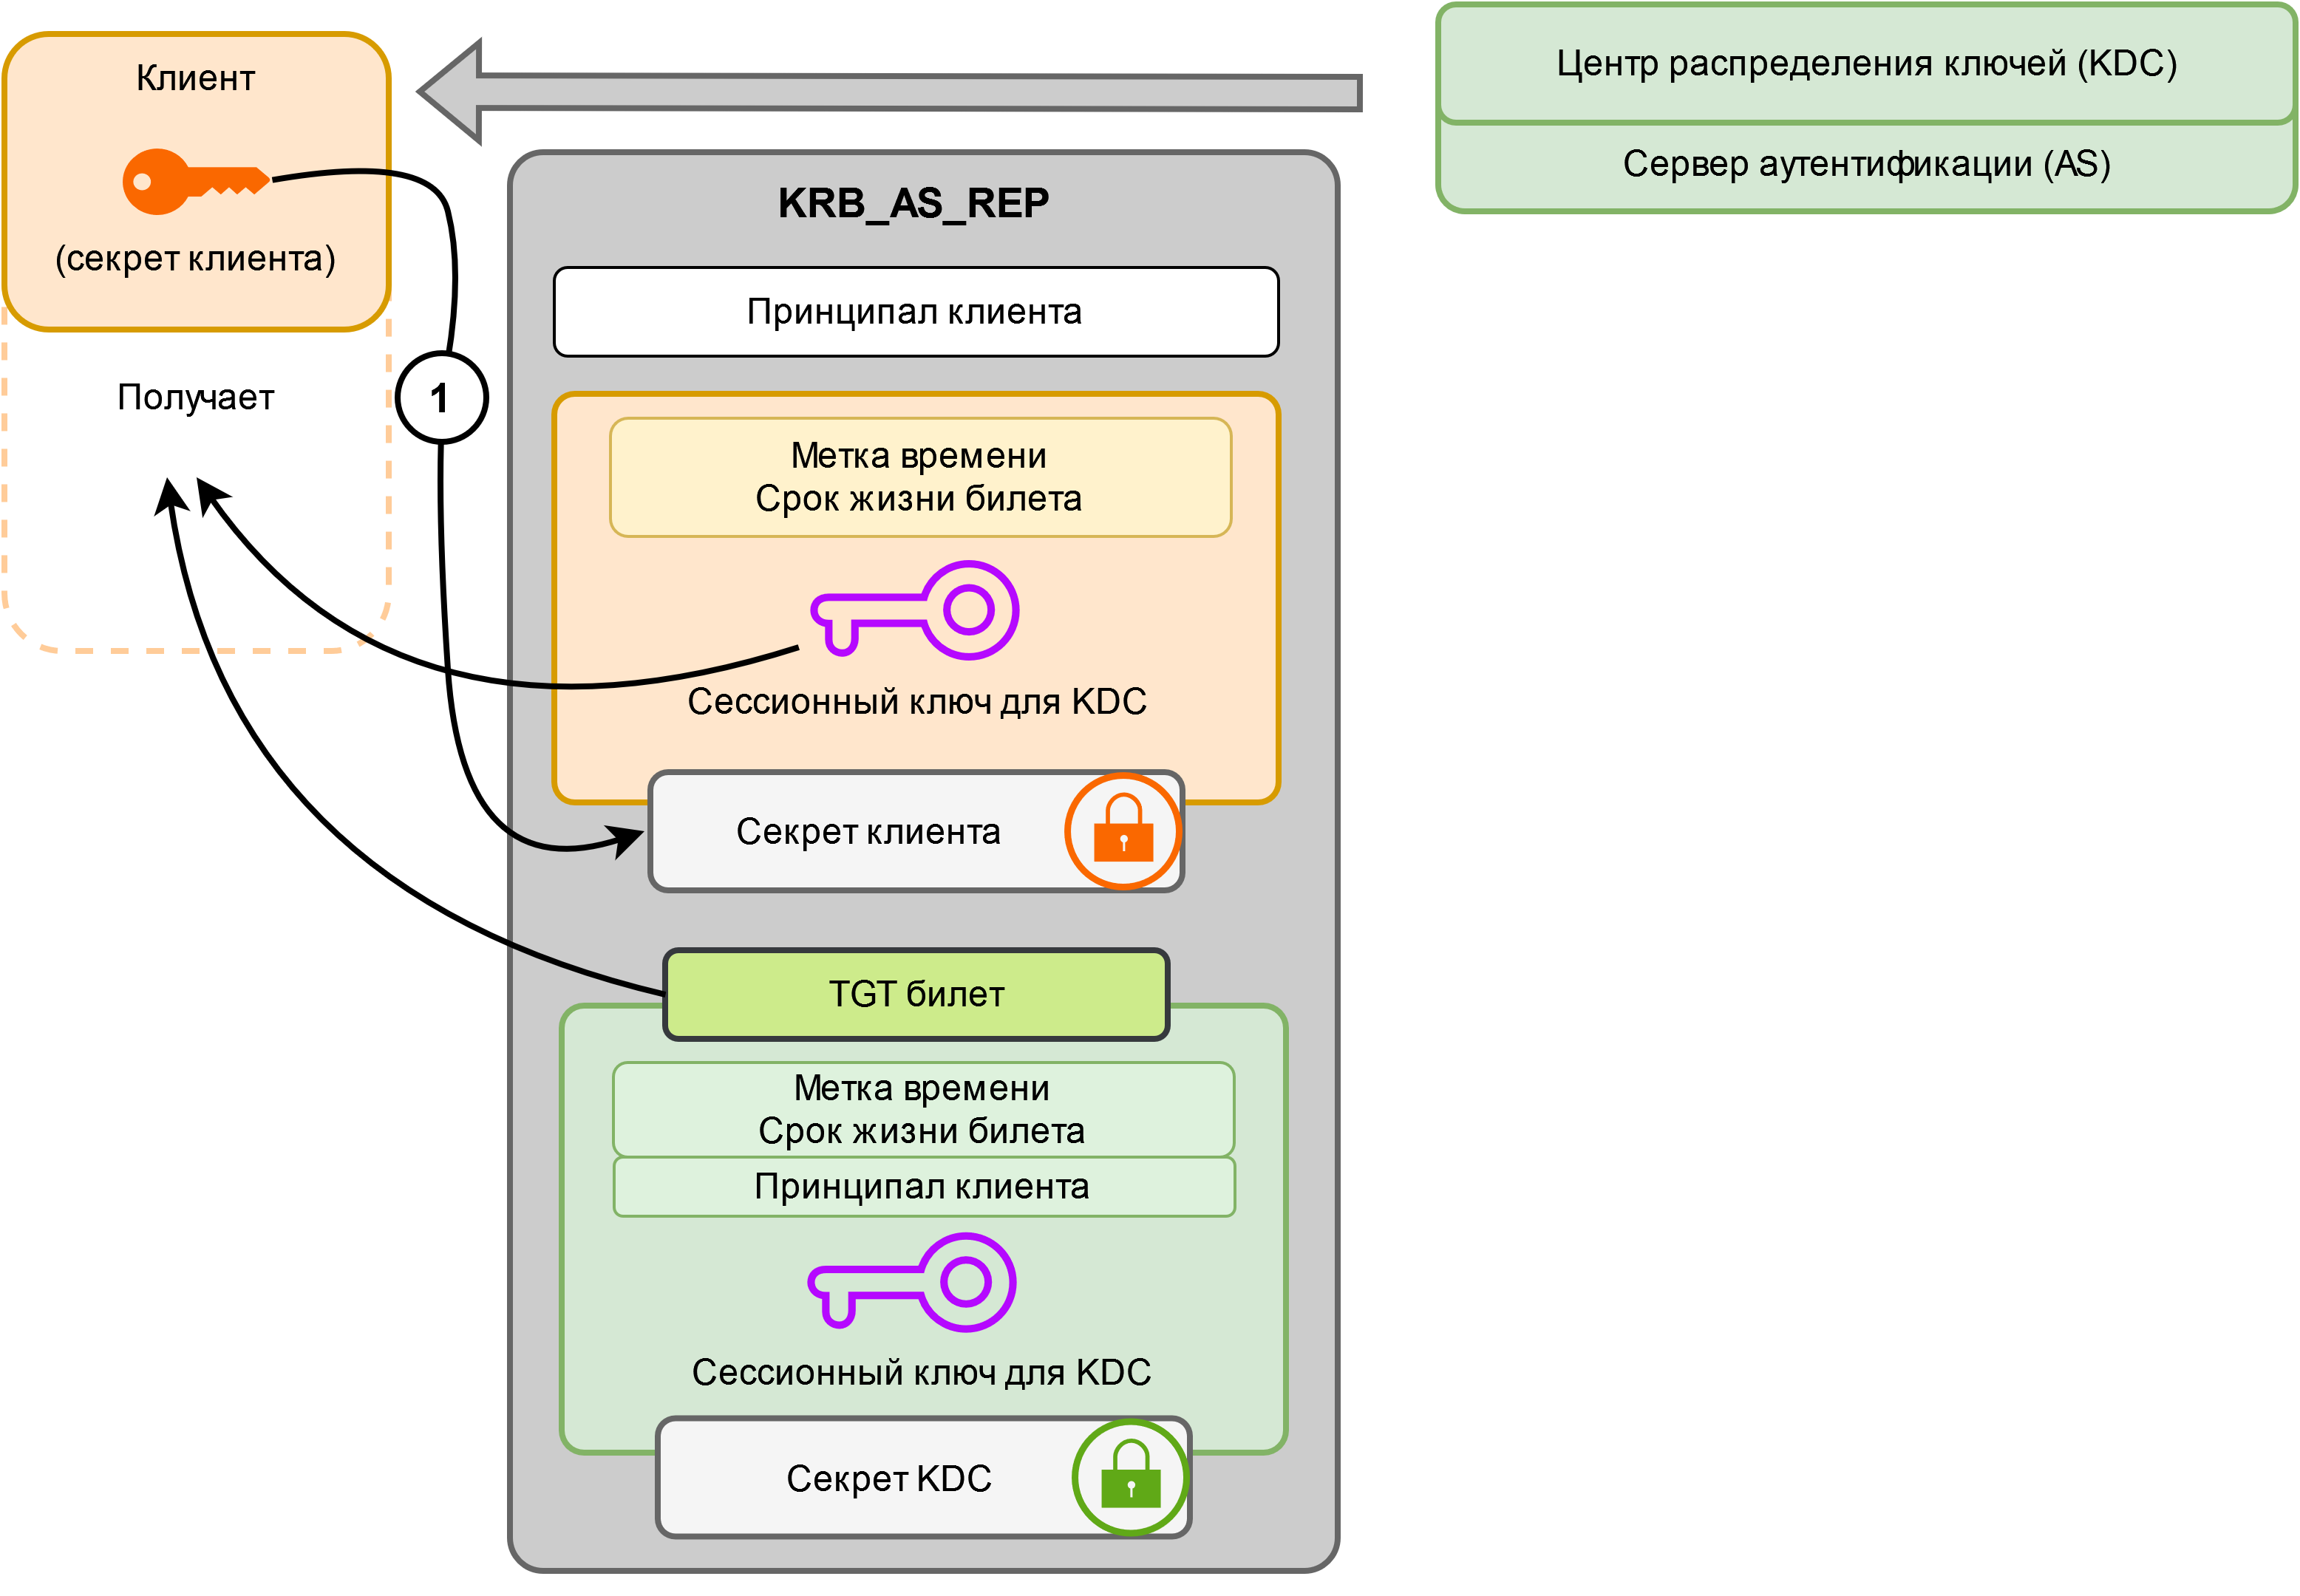 Клиент
(секрет клиента)
Получает
1
Центр распределения ключей (KDC)
Сервер аутентификации (AS)
KRB_AS_REP
Принципал клиента
Метка времени
Срок жизни билета
Сессионный ключ для KDC
Секрет клиента
TGT билет
Метка времени
Срок жизни билета
Принципал клиента
Сессионный ключ для KDC
Секрет KDC